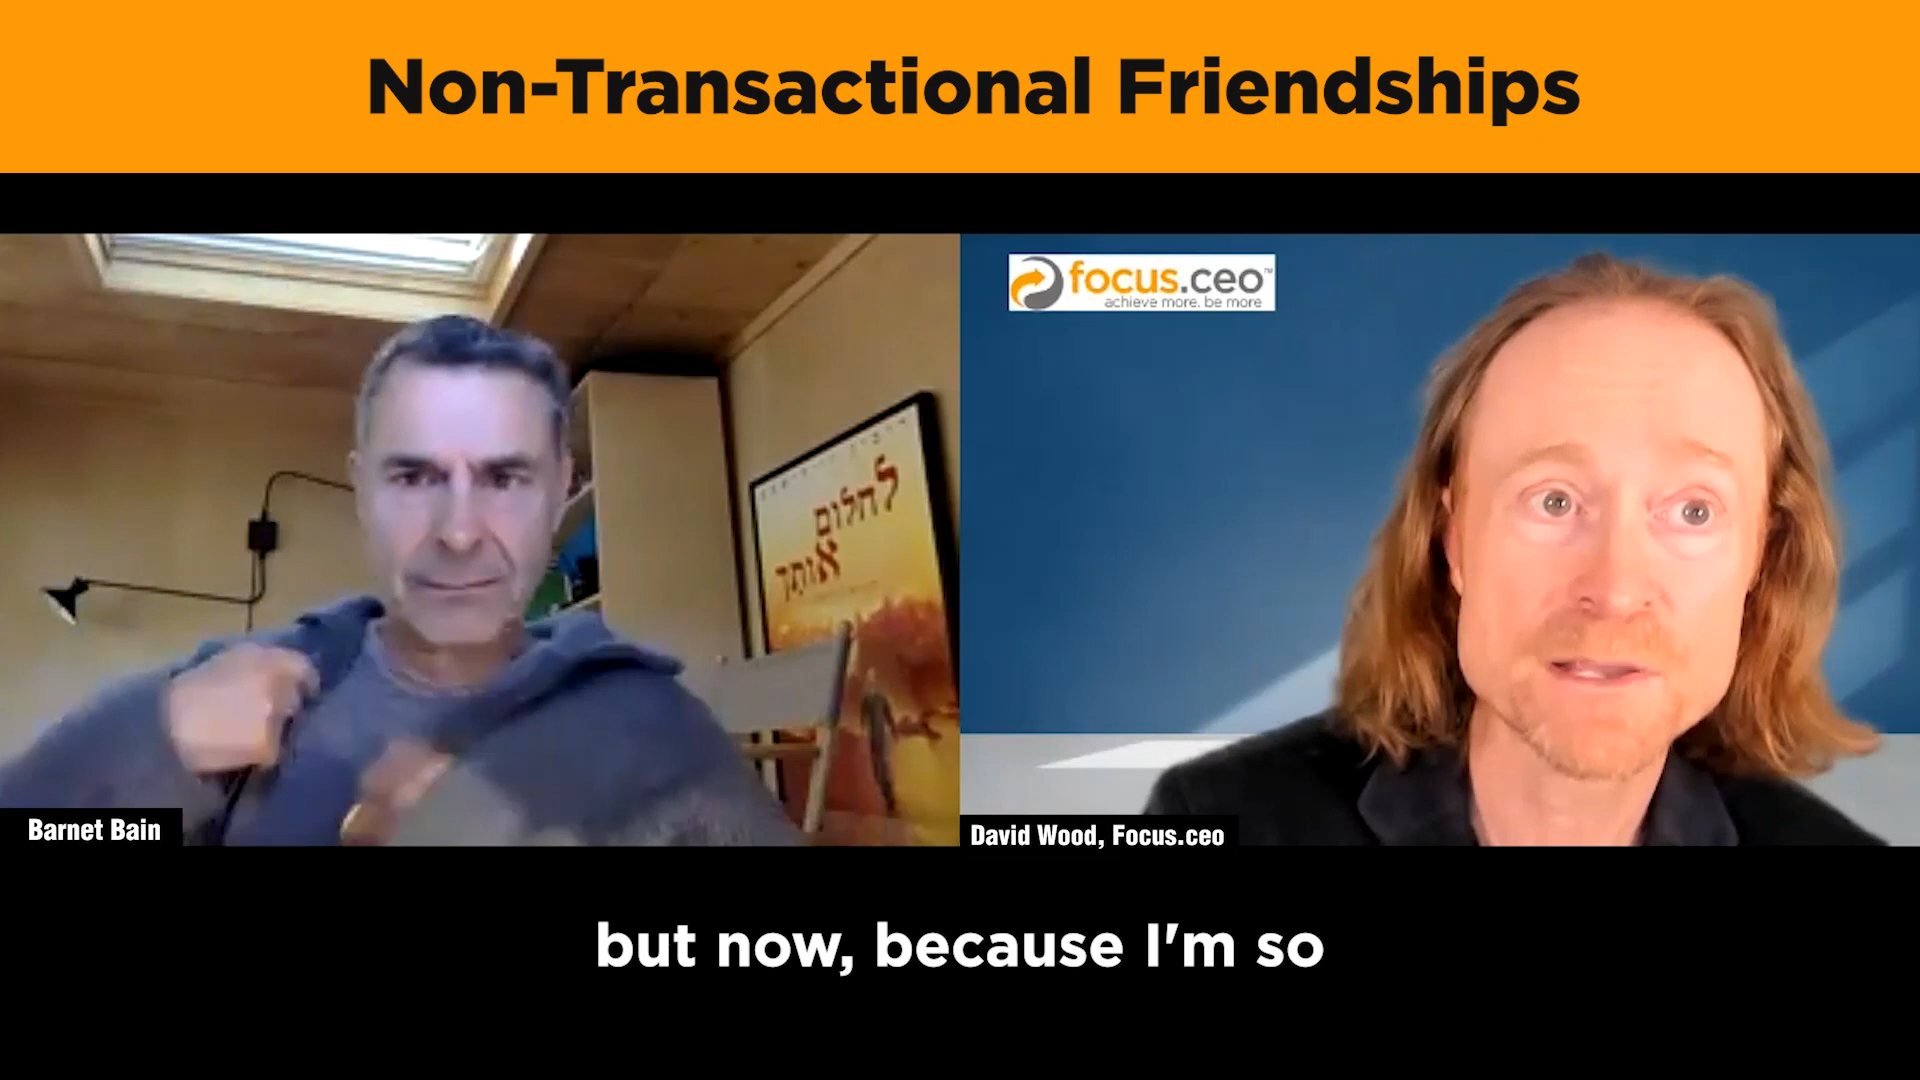 Non-Transactional Friendships
focus.ceo™
achieve more. be more
לחלום
אותך
Barnet Bain
David Wood, Focus.ceo
but now, because I'm so